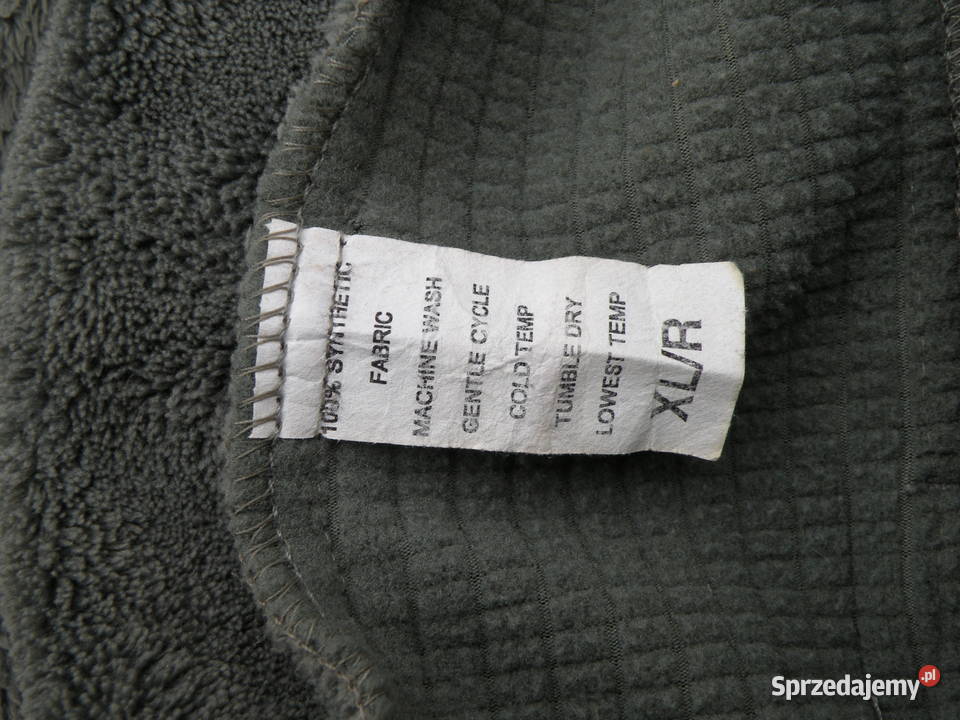 100% SYNTHETIC
FABRIC
MACHINE WASH
GENTLE CYCLE
COLD TEMP
TUMBLE DRY
LOWEST TEMP
XL/R
Sprzedajemy.pl